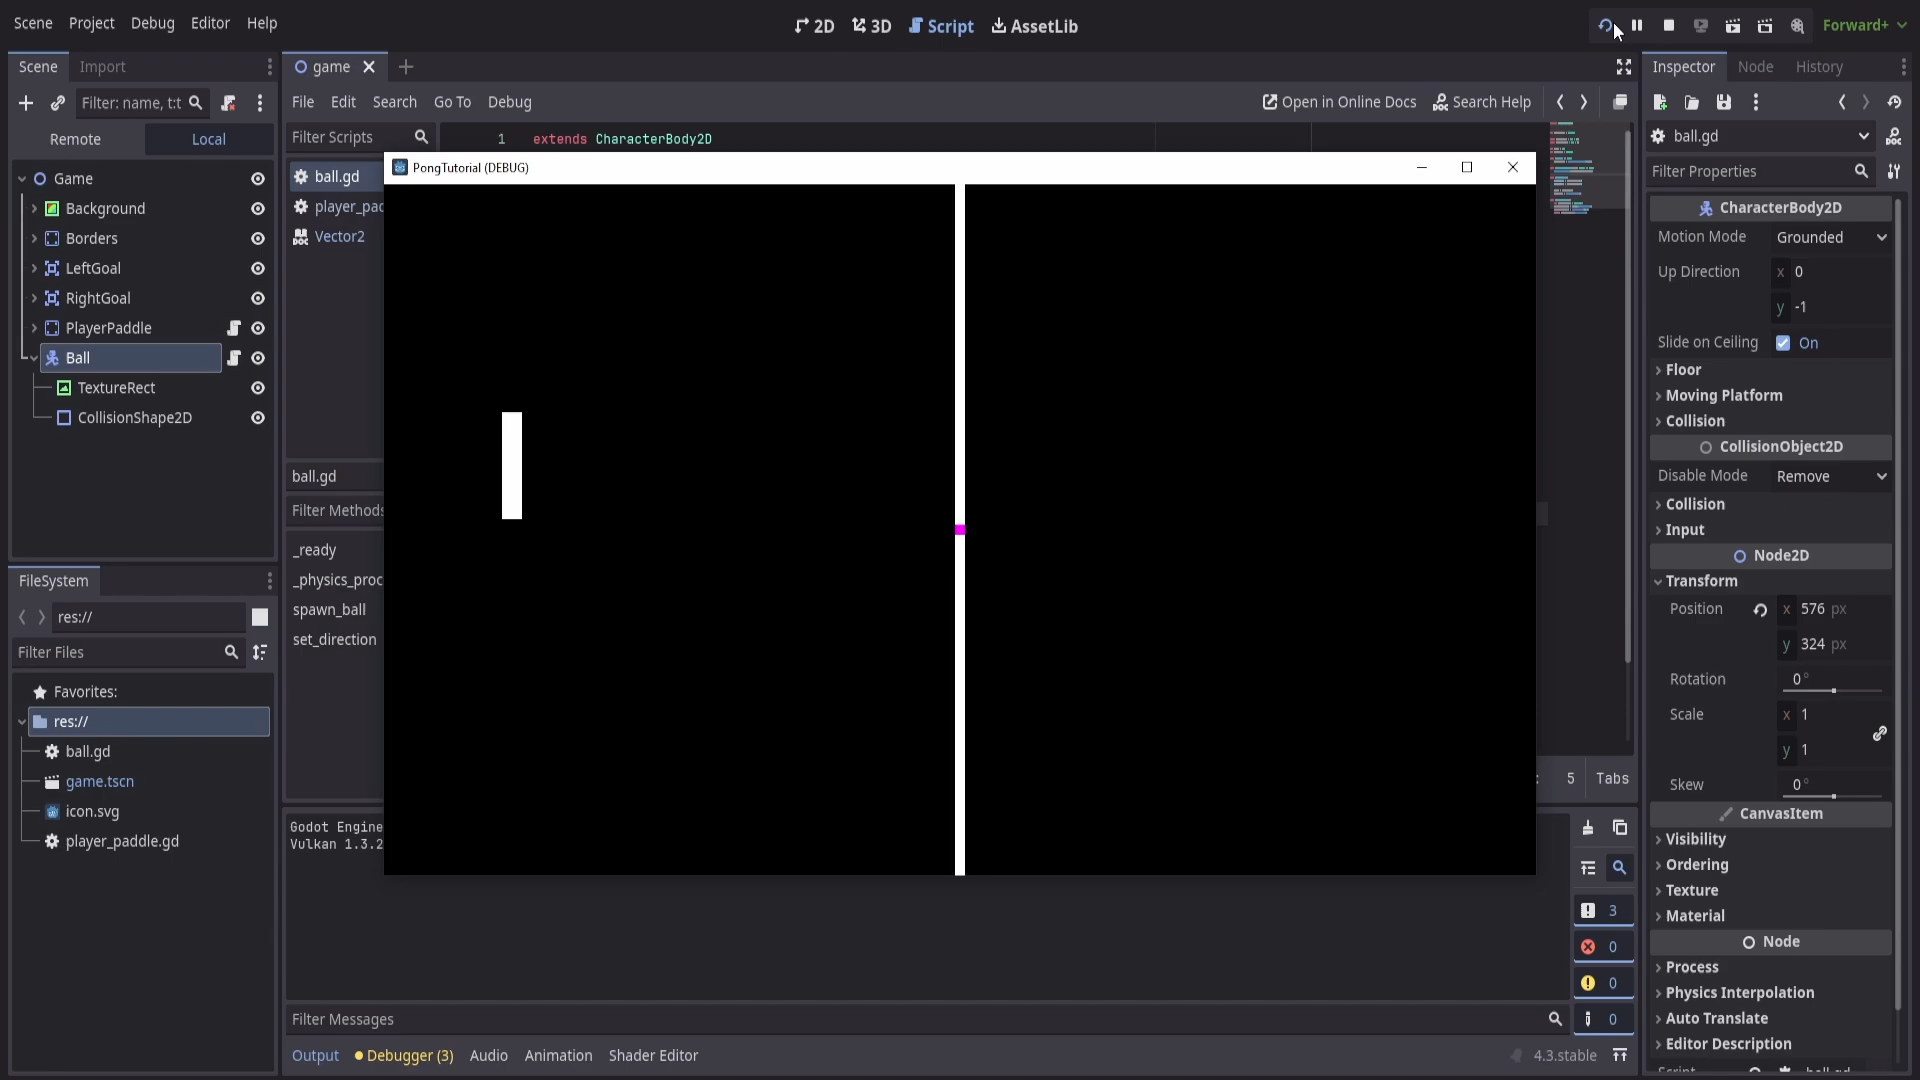 Scene Project Debug Editor Help
2D 3D Script AssetLib
Forward+
Scene Import
Filter: name, t:t
Remote Local
Game
Background
Borders
LeftGoal
RightGoal
PlayerPaddle
Ball
TextureRect
CollisionShape2D
FileSystem
res://
Filter Files
Favorites:
res://
ball.gd
game.tscn
icon.svg
player_paddle.gd
game
File Edit Search Go To Debug
Open in Online Docs Search Help
Filter Scripts
1 extends CharacterBody2D
ball.gd
player_pad
Vector2
ball.gd
Filter Methods
_ready
_physics_proc
spawn_ball
set_direction
PongTutorial (DEBUG)
: 5 Tabs
Godot Engine
Vulkan 1.3.2
3
0
0
0
Filter Messages
Output Debugger (3) Audio Animation Shader Editor
4.3.stable
Inspector Node History
ball.gd
Filter Properties
CharacterBody2D
Motion Mode Grounded
Up Direction x 0
y -1
Slide on Ceiling On
Floor
Moving Platform
Collision
CollisionObject2D
Disable Mode Remove
Collision
Input
Node2D
Transform
Position x 576 px
y 324 px
Rotation 0 °
Scale x 1
y 1
Skew 0 °
CanvasItem
Visibility
Ordering
Texture
Material
Node
Process
Physics Interpolation
Auto Translate
Editor Description
Script ball.gd